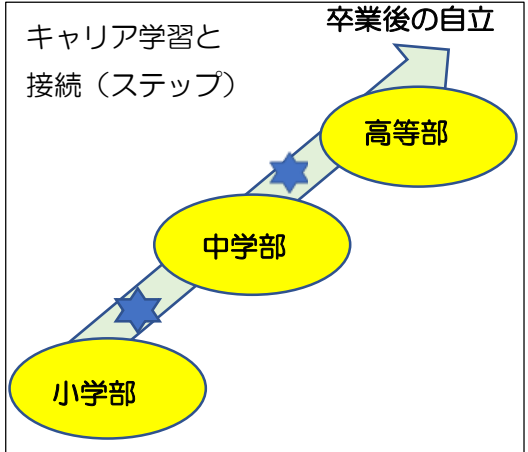 キャリア学習と
接続（ステップ）
卒業後の自立
高等部
中学部
小学部